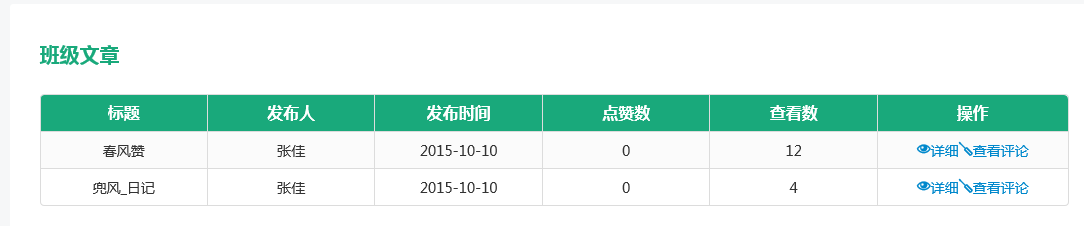 班级文章
标题 发布人 发布时间 点赞数 查看数 操作
春风赞 张佳 2015-10-10 0 12 详细 查看评论
兜风_日记 张佳 2015-10-10 0 4 详细 查看评论